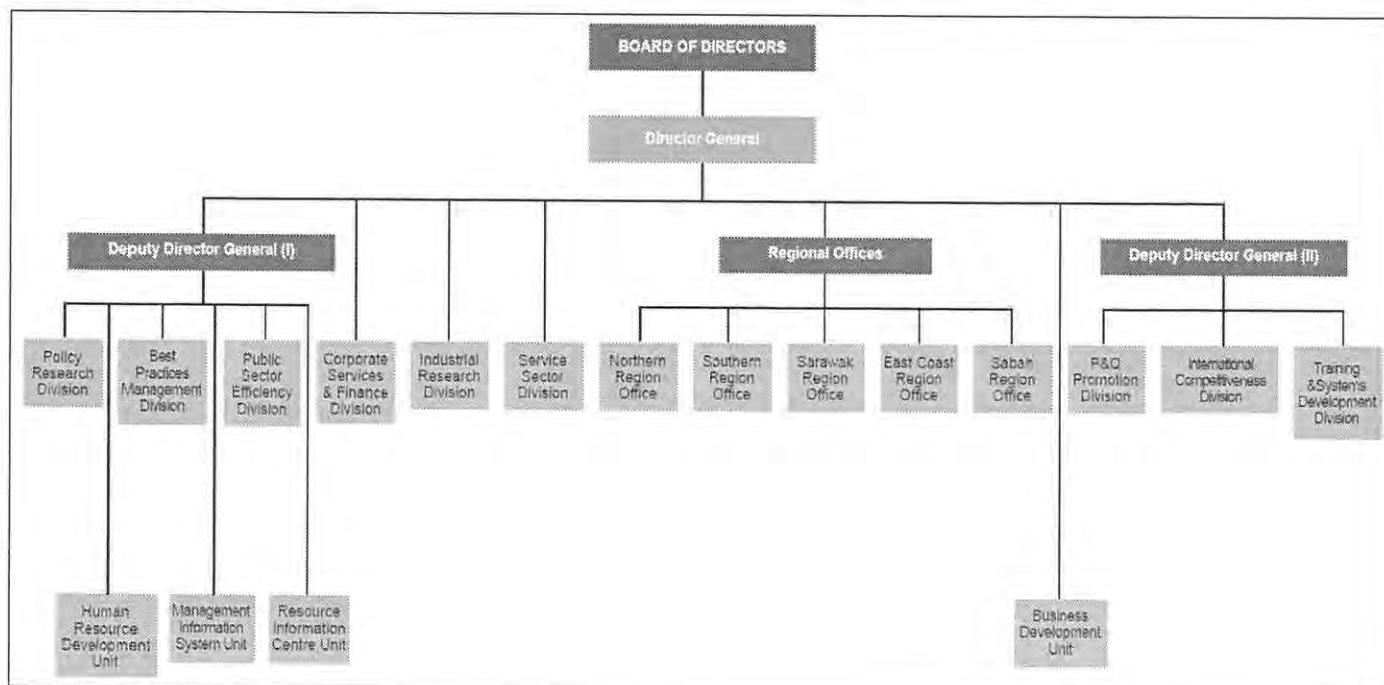 BOARD OF DIRECTORS
Director General
Deputy Director General (I)
Regional Offices
Deputy Director General (II)
Policy
Research
Division
Best
Practices
Management
Division
Public
Sector
Efficiency
Division
Corporate
Services
& Finance
Division
Industrial
Research
Division
Service
Sector
Division
Northern
Region
Office
Southern
Region
Office
Sarawak
Region
Office
East Coast
Region
Office
Sabah
Region
Office
P&Q
Promotion
Division
International
Competitiveness
Division
Training
&Systems
Development
Division
Human
Resource
Development
Unit
Management
Information
System Unit
Resource
Information
Centre Unit
Business
Development
Unit